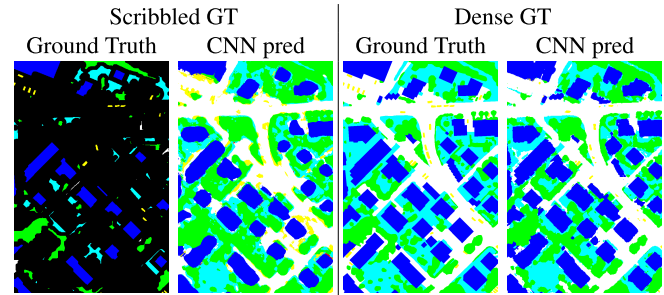 Scribbled GT
Dense GT
Ground Truth
CNN pred
Ground Truth
CNN pred